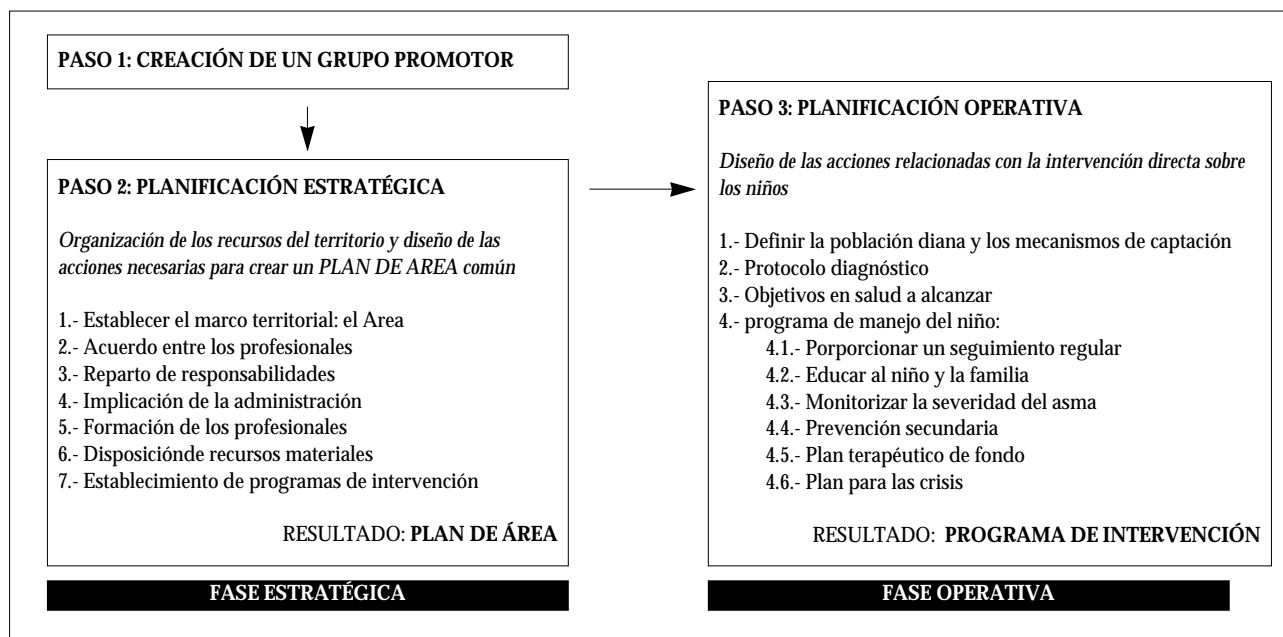 PASO 1: CREACIÓN DE UN GRUPO PROMOTOR
PASO 2: PLANIFICACIÓN ESTRATÉGICA
Organización de los recursos del territorio y diseño de las
acciones necesarias para crear un PLAN DE AREA común
1.- Establecer el marco territorial: el Area
2.- Acuerdo entre los profesionales
3.- Reparto de responsabilidades
4.- Implicación de la administración
5.- Formación de los profesionales
6.- Disposiciónde recursos materiales
7.- Establecimiento de programas de intervención
RESULTADO: PLAN DE ÁREA
FASE ESTRATÉGICA
PASO 3: PLANIFICACIÓN OPERATIVA
Diseño de las acciones relacionadas con la intervención directa sobre
los niños
1.- Definir la población diana y los mecanismos de captación
2.- Protocolo diagnóstico
3.- Objetivos en salud a alcanzar
4.- programa de manejo del niño:
4.1.- Porporcionar un seguimiento regular
4.2.- Educar al niño y la familia
4.3.- Monitorizar la severidad del asma
4.4.- Prevención secundaria
4.5.- Plan terapéutico de fondo
4.6.- Plan para las crisis
RESULTADO: PROGRAMA DE INTERVENCIÓN
FASE OPERATIVA